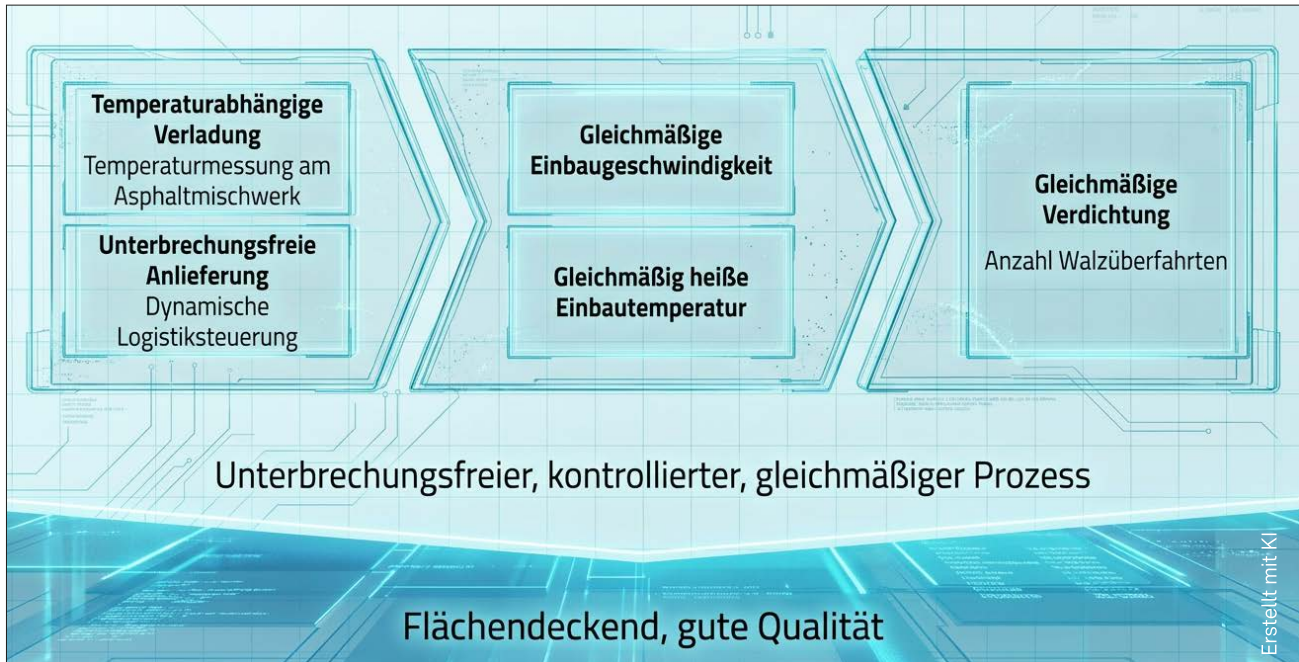 Temperaturabhängige
Verladung
Temperaturmessung am
Asphaltmischwerk
Unterbrechungsfreie
Anlieferung
Dynamische
Logistiksteuerung
Gleichmäßige
Einbaugeschwindigkeit
Gleichmäßig heiße
Einbautemperatur
Gleichmäßige
Verdichtung
Anzahl Walzüberfahrten
Unterbrechungsfreier, kontrollierter, gleichmäßiger Prozess
Flächendeckend, gute Qualität
Erstellt mit KI